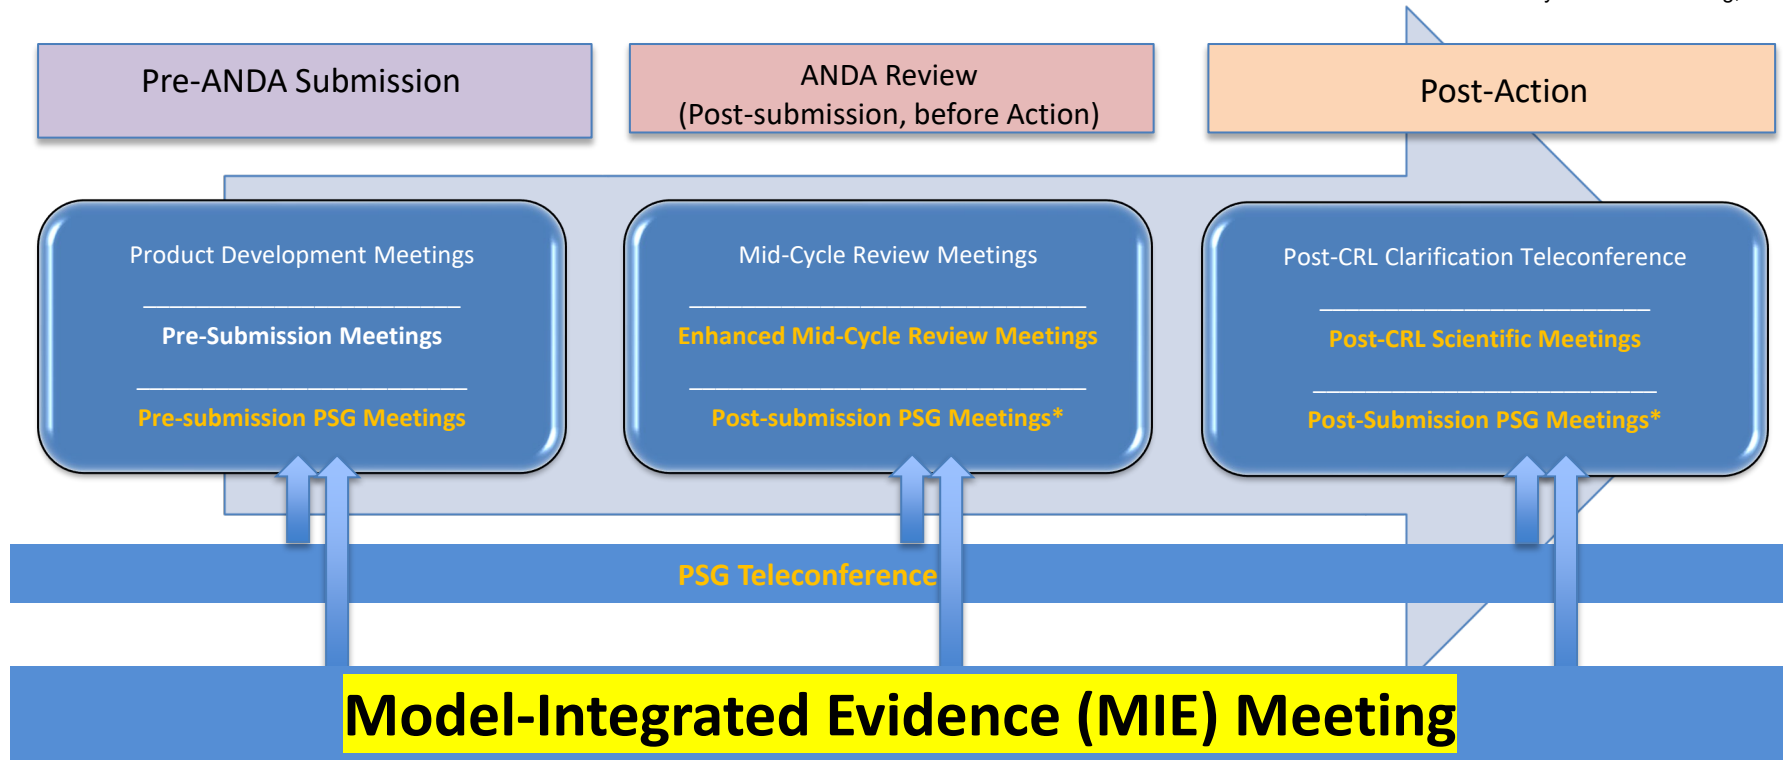 Pre-ANDA Submission
ANDA Review
(Post-submission, before Action)
Post-Action
Product Development Meetings
Pre-Submission Meetings
Pre-submission PSG Meetings
Mid-Cycle Review Meetings
Enhanced Mid-Cycle Review Meetings
Post-submission PSG Meetings*
Post-CRL Clarification Teleconference
Post-CRL Scientific Meetings
Post-Submission PSG Meetings*
PSG Teleconference
Model-Integrated Evidence (MIE) Meeting